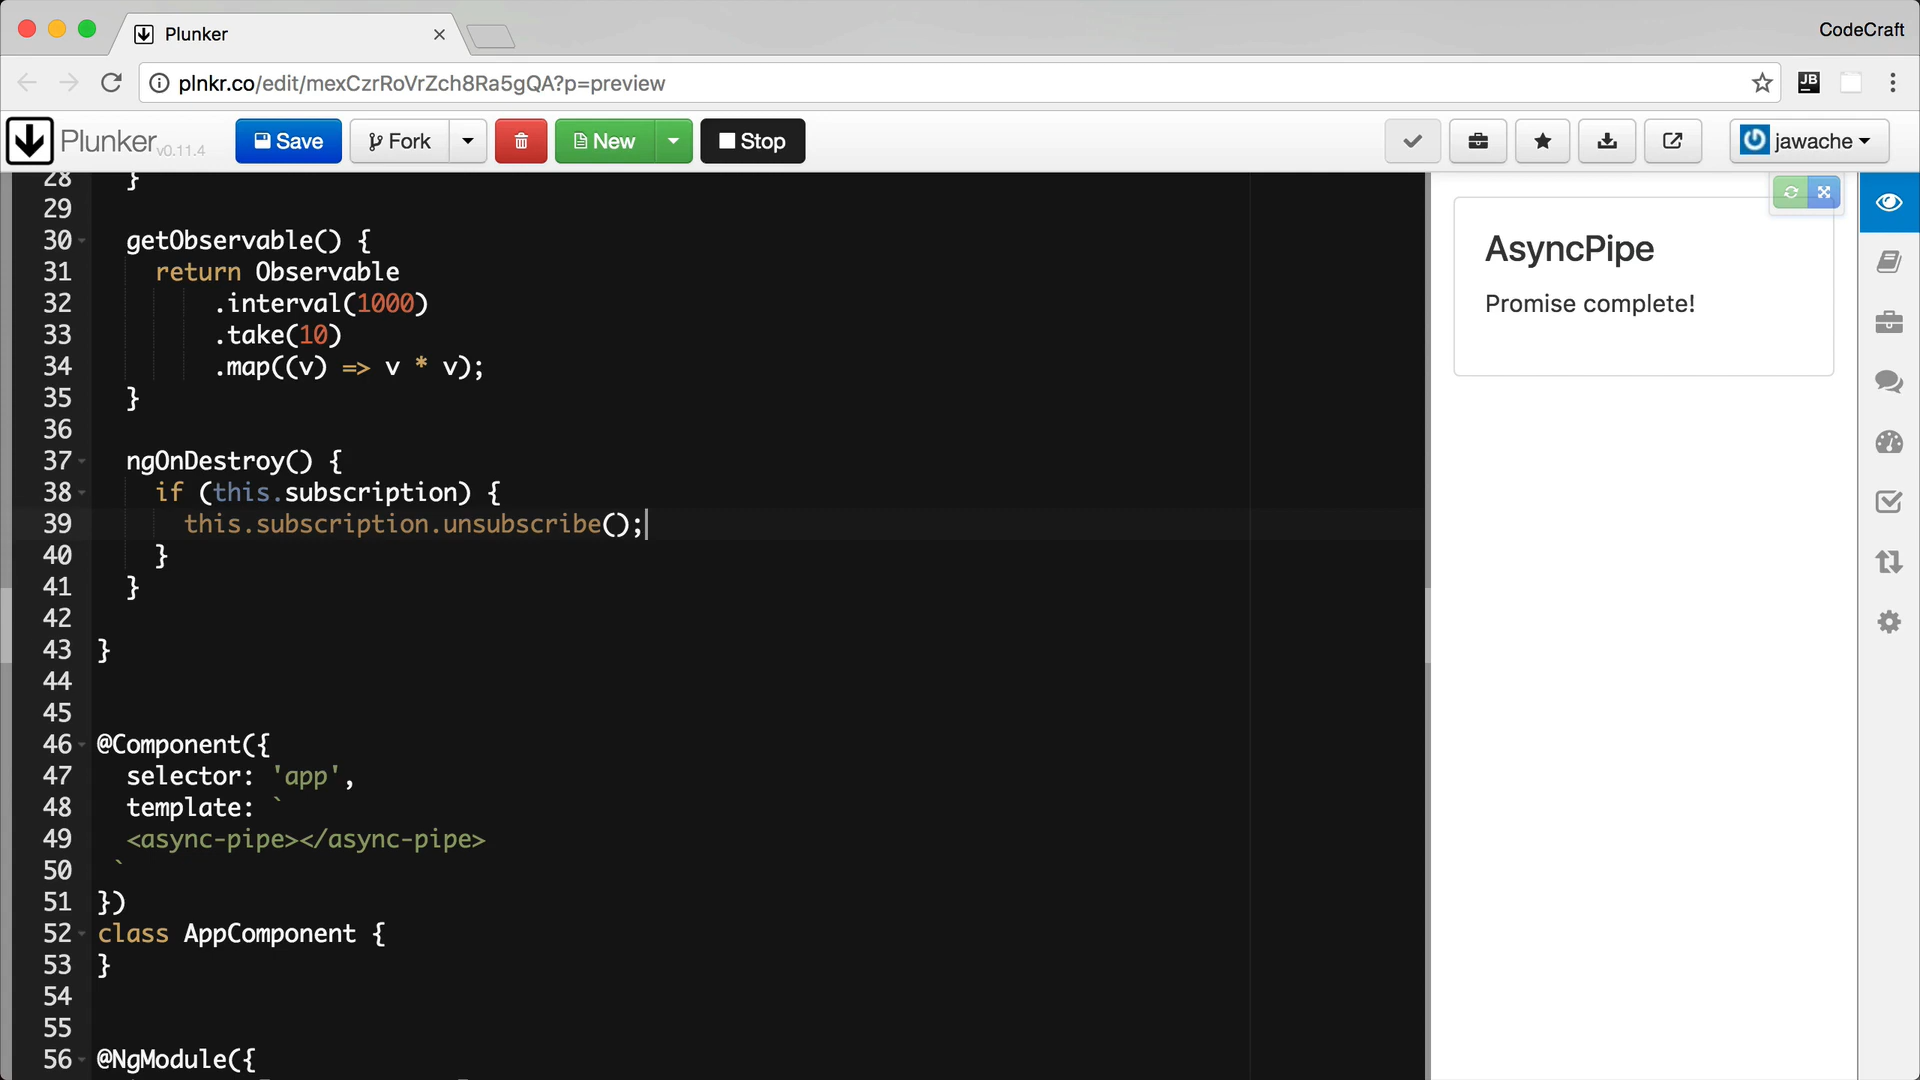 Plunker
CodeCraft
plnkr.co/edit/mexCzrRoVrZch8Ra5gQA?p=preview
JB
Plunker v0.11.4
Save
Fork
New
Stop
jawache
28 }
29
30 getObservable() {
31 return Observable
32 .interval(1000)
33 .take(10)
34 .map((v) => v * v);
35 }
36
37 ngOnDestroy() {
38 if (this.subscription) {
39 this.subscription.unsubscribe();
40 }
41 }
42
43 }
44
45
46 @Component({
47 selector: 'app',
48 template: `
49 <async-pipe></async-pipe>
50 `
51 })
52 class AppComponent {
53 }
54
55
56 @NgModule({
AsyncPipe
Promise complete!